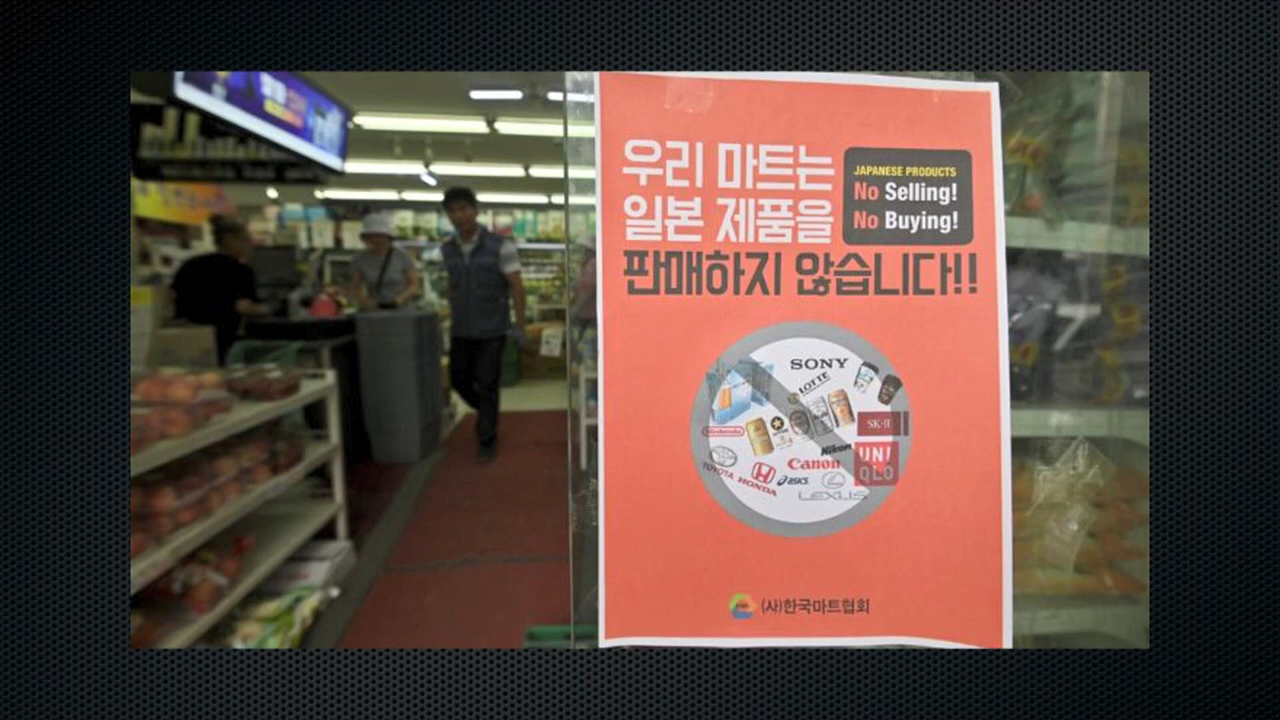 우리 마트는
일본 제품을
판매하지 않습니다!!
JAPANESE PRODUCTS
No Selling!
No Buying!
SONY
LOTTE
Nintendo
SK-II
Nikon
UNI
QLO
Canon
TOYOTA
HONDA
asics
LEXUS
(사)한국마트협회